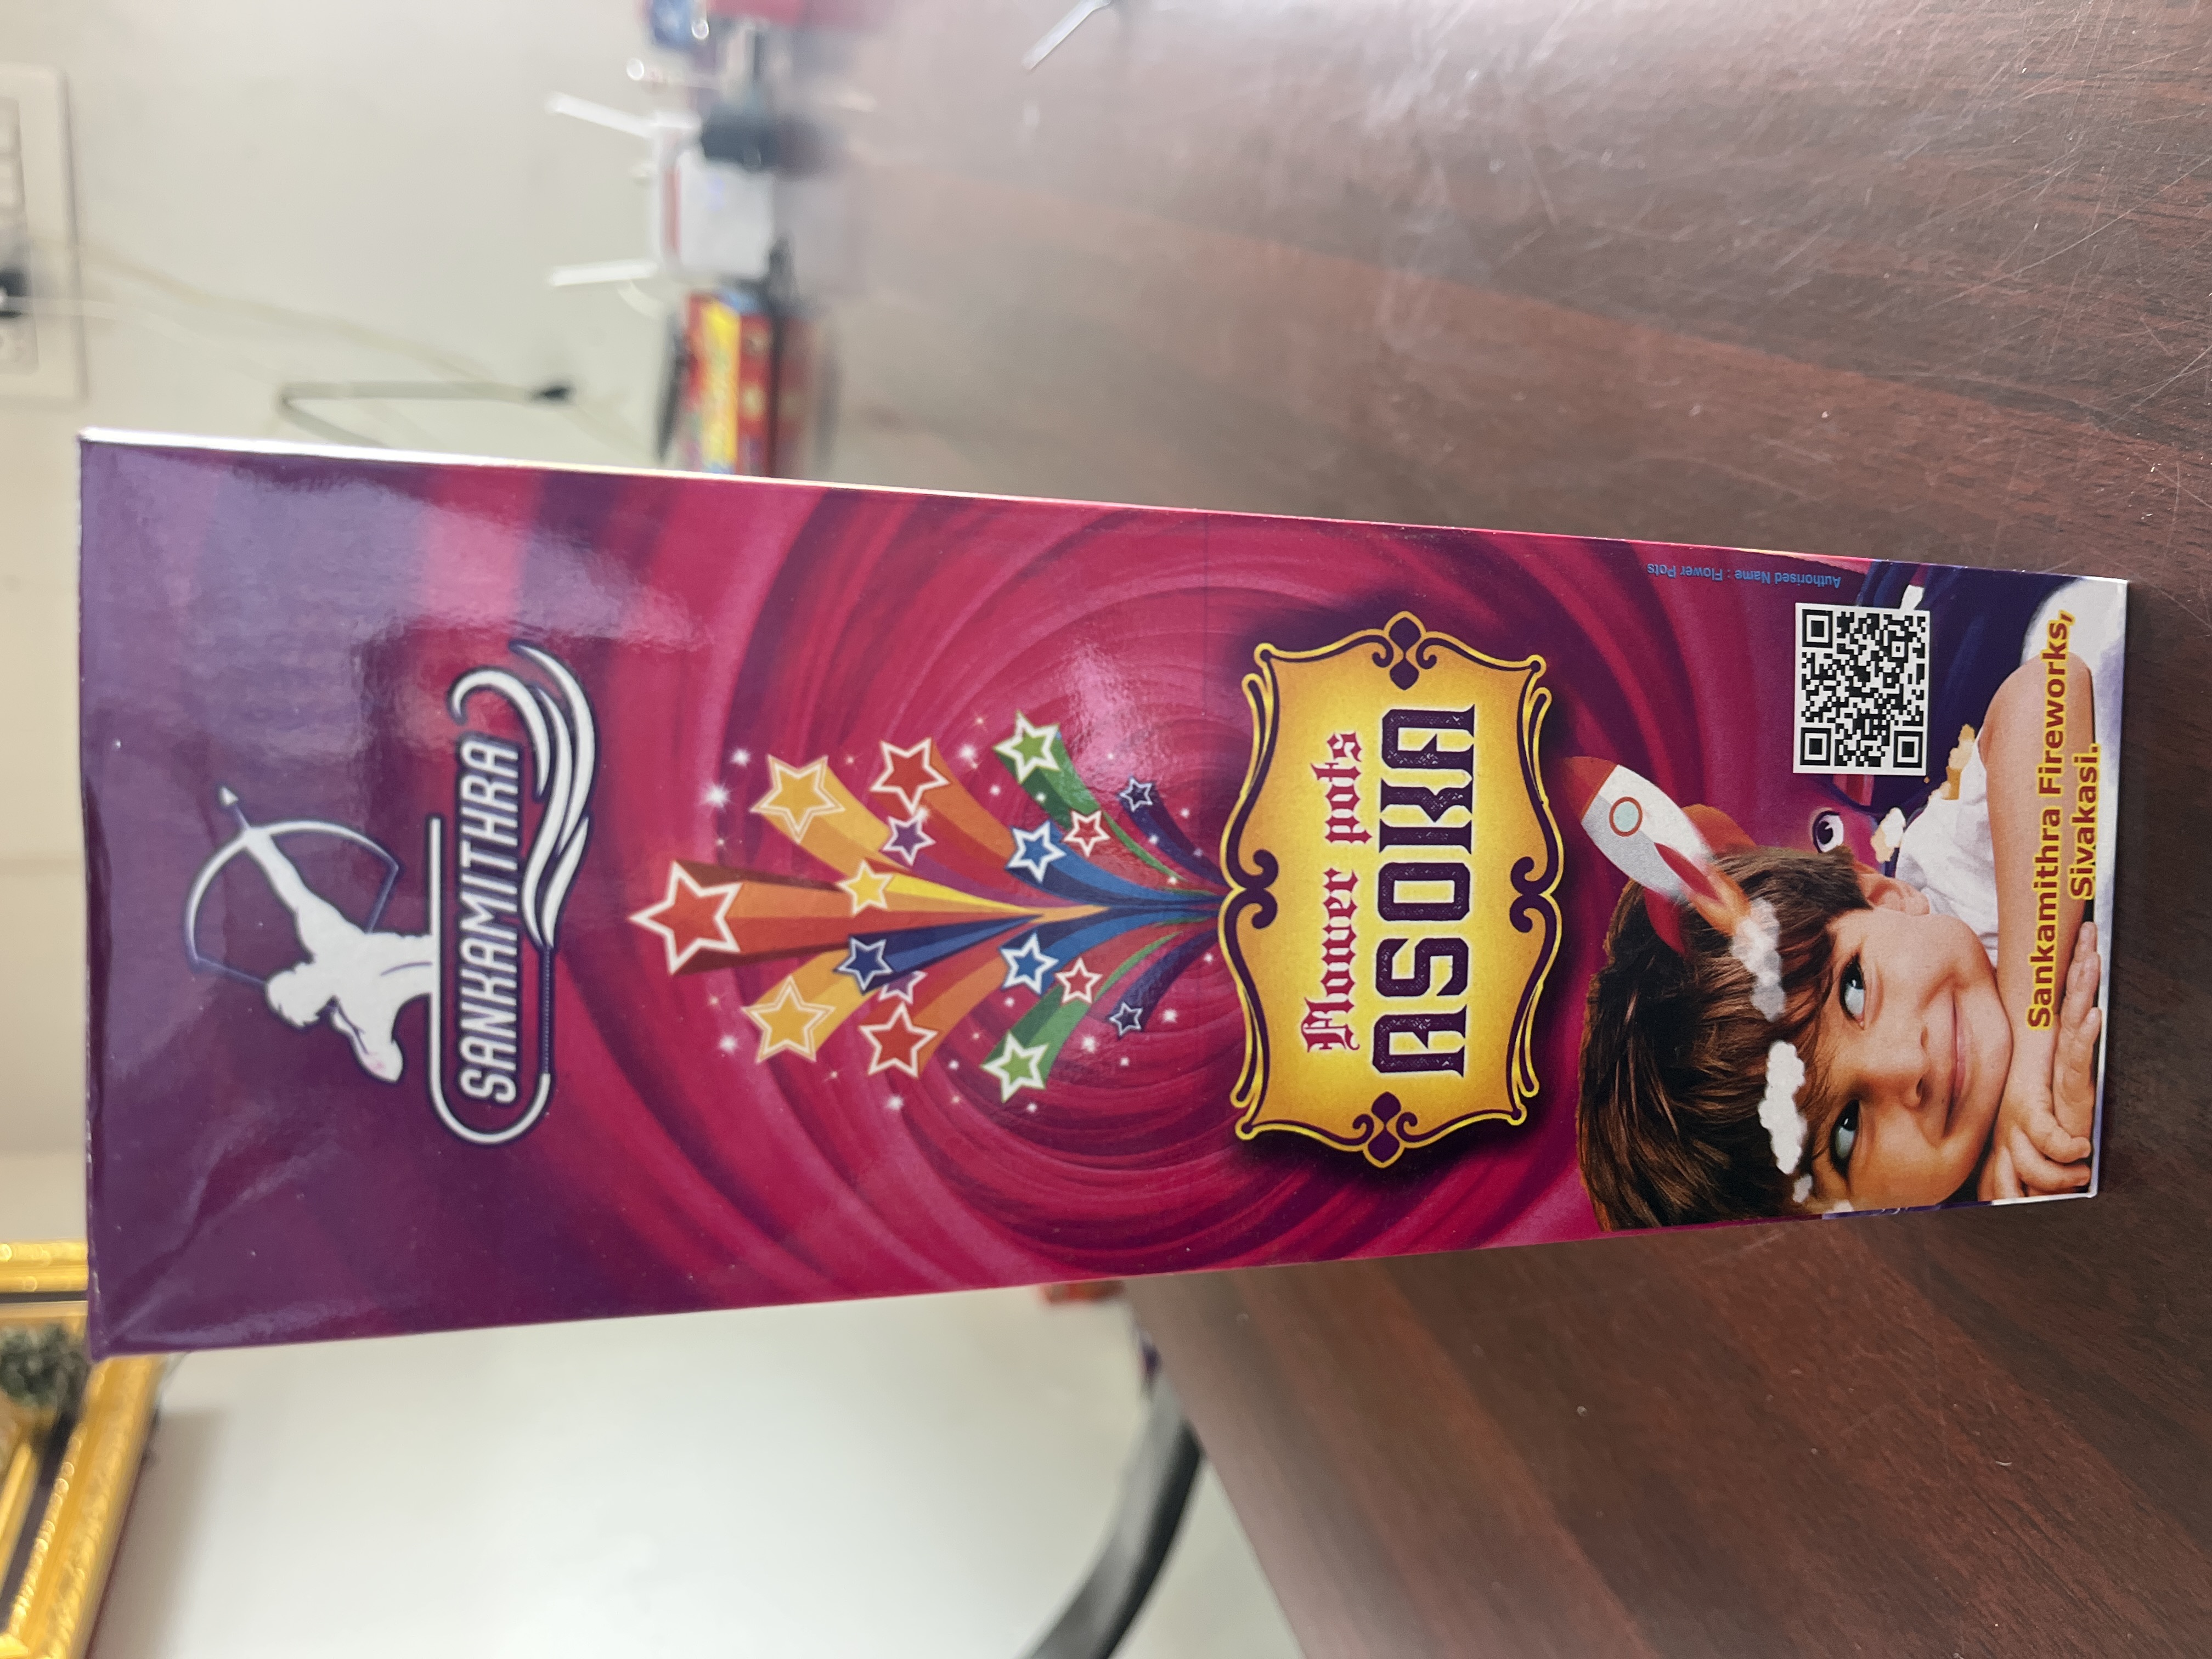 SANKAMITHRA
Flower pots
ASOKA
Authorised Name : Flower Pots
Sankamithra Fireworks,
Sivakasi.